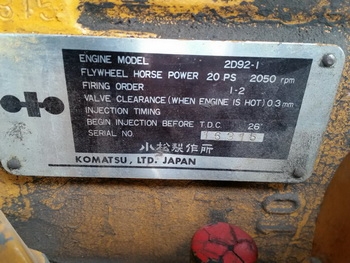 ENGINE MODEL 2D92-1
FLYWHEEL HORSE POWER 20 PS 2050 rpm
FIRING ORDER 1-2
VALVE CLEARANCE (WHEN ENGINE IS HOT) 0.3 mm
INJECTION TIMING
BEGIN INJECTION BEFORE T.D.C. 26°
SERIAL NO.
小松製作所
KOMATSU, LTD. JAPAN